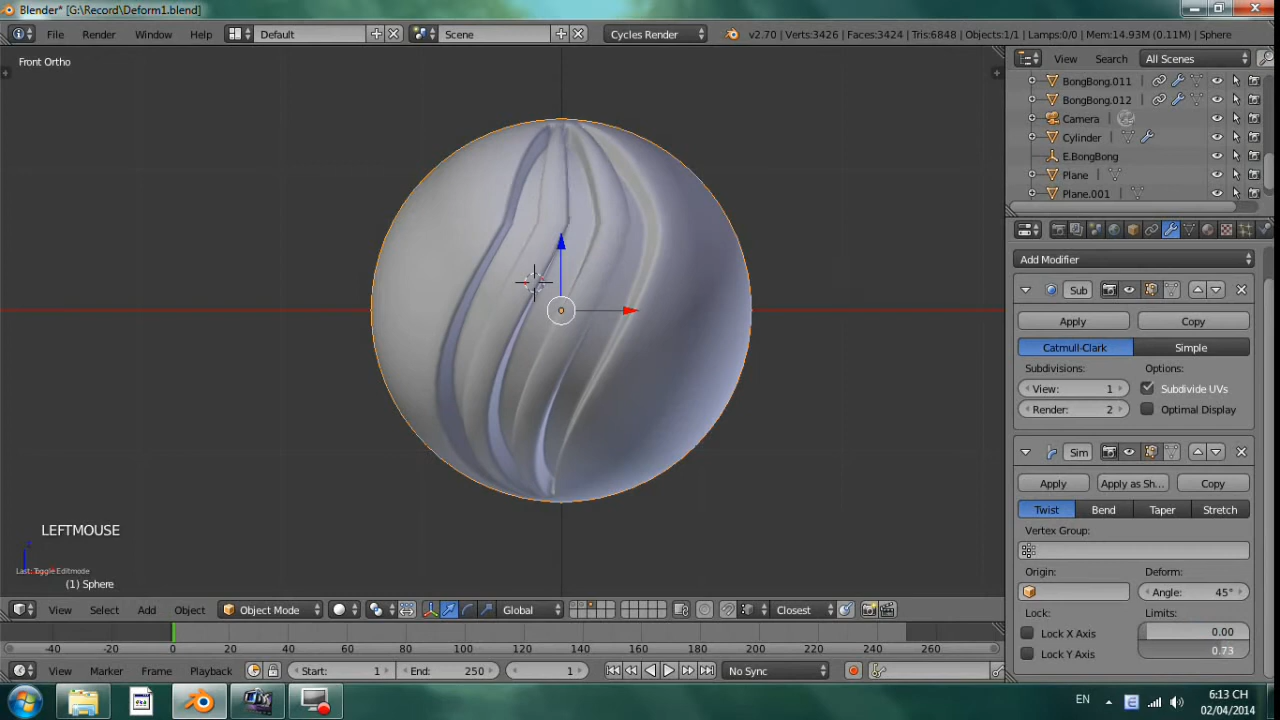 Blender* [G:\Record\Deform1.blend]
File Render Window Help Default Scene Cycles Render v2.70 | Verts:3426 | Faces:3424 | Tris:6848 | Objects:1/1 | Lamps:0/0 | Mem:14.93M (0.11M) | Sphere
Front Ortho
View Search All Scenes
BongBong.011
BongBong.012
Camera
Cylinder
E.BongBong
Plane
Plane.001
Add Modifier
Sub
Apply Copy
Catmull-Clark Simple
Subdivisions: Options:
View: 1 Subdivide UVs
Render: 2 Optimal Display
Sim
Apply Apply as Sh... Copy
Twist Bend Taper Stretch
Vertex Group:
Origin: Deform:
Angle: 45°
Lock: Limits:
Lock X Axis 0.00
Lock Y Axis 0.73
LEFTMOUSE
Last: Toggle Editmode
(1) Sphere
View Select Add Object Object Mode Global Closest
-40 -20 0 20 40 60 80 100 120 140 160 180 200 220 240 260
View Marker Frame Playback Start: 1 End: 250 1 No Sync
EN 6:13 CH
02/04/2014